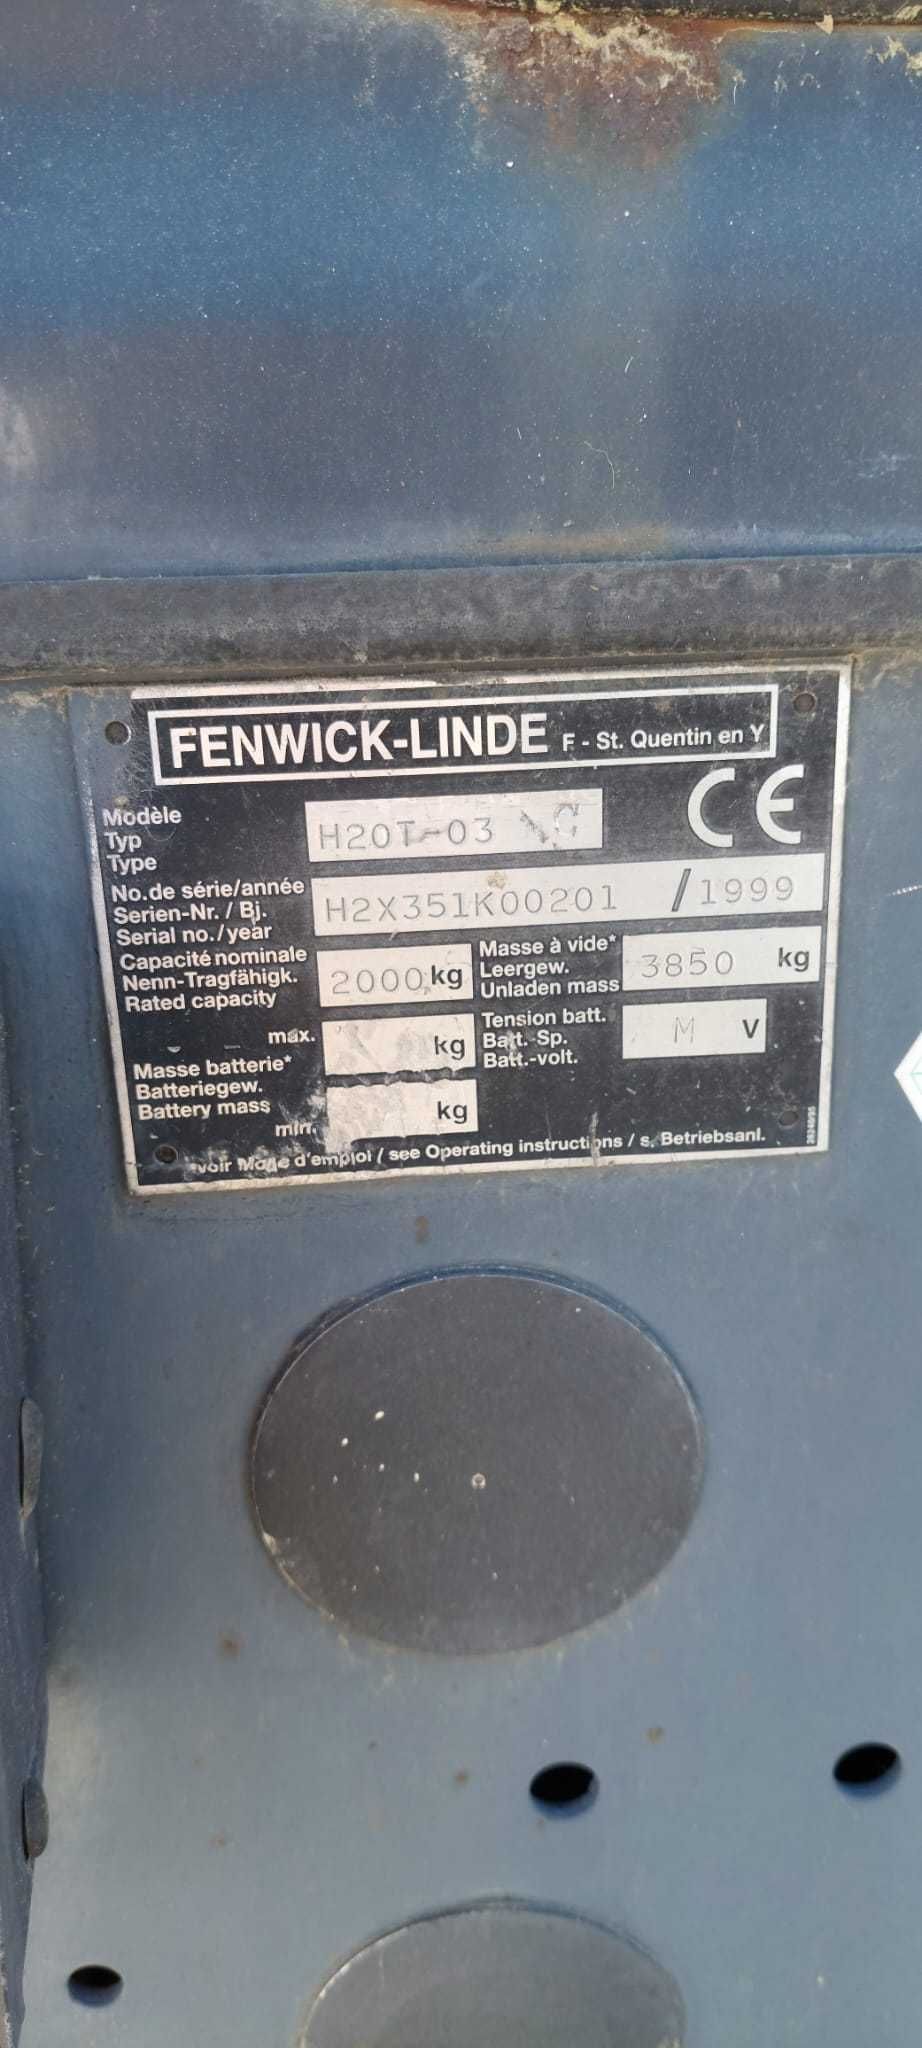 FENWICK-LINDE F - St. Quentin en Y
CE
Modèle
Typ
Type
H20T-03 C
No.de série/année
Serien-Nr. / Bj.
Serial no./year
H2X351K00201 / 1999
Capacité nominale
Nenn-Tragfähigk.
Rated capacity
2000 kg
Masse à vide*
Leergew.
Unladen mass
3850 kg
max. kg
Masse batterie*
Batteriegew.
Battery mass
min. kg
Tension batt.
Batt.-Sp.
Batt.-volt.
M V
*voir Mode d'emploi / see Operating instructions / s. Betriebsanl.